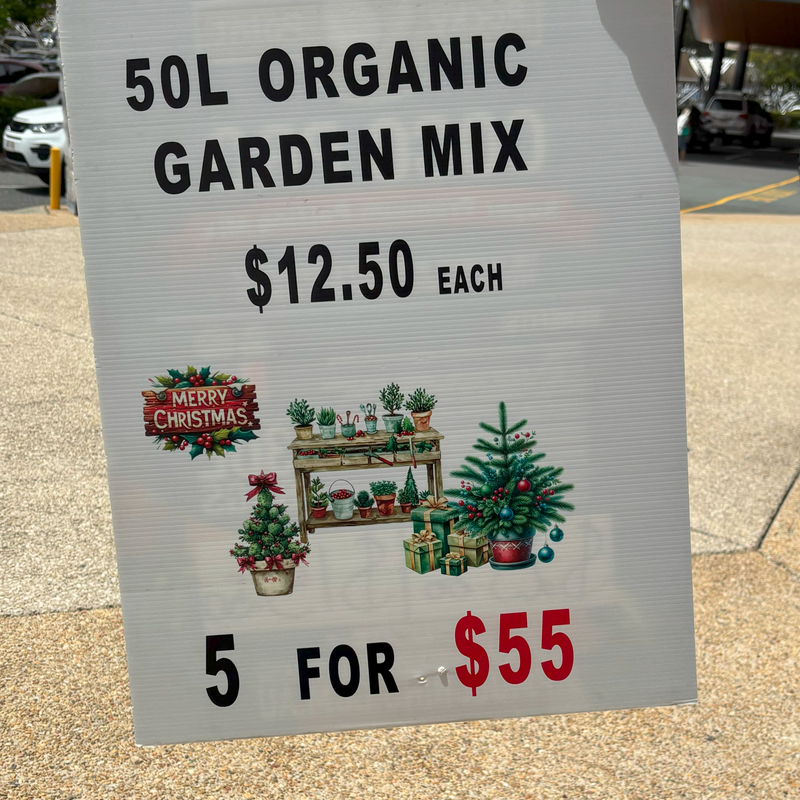 50L ORGANIC
GARDEN MIX
$12.50 EACH
MERRY
CHRISTMAS
5 FOR $55